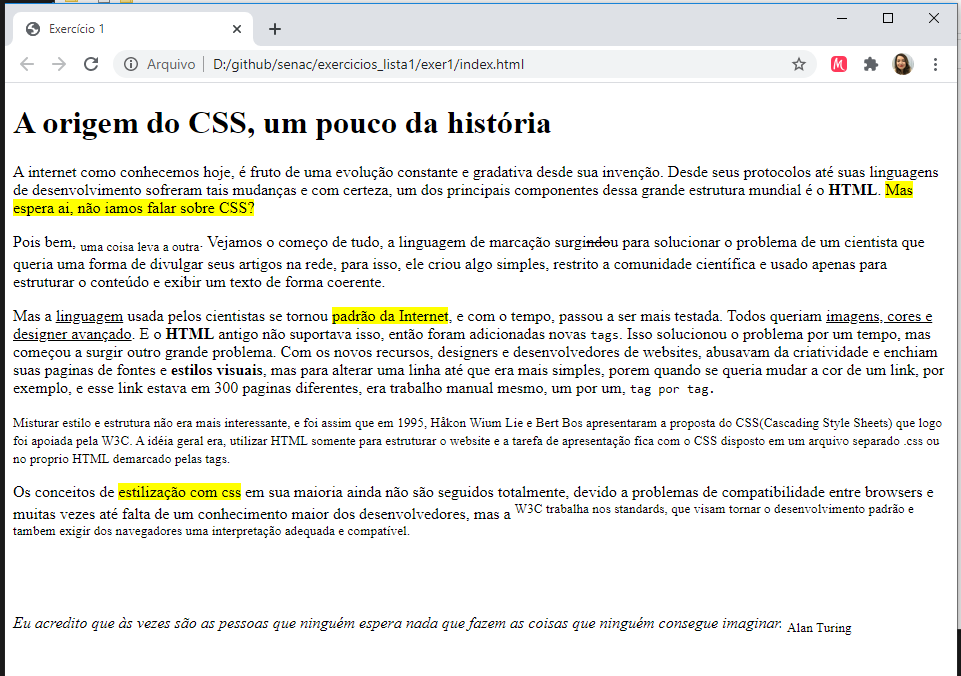 Exercício 1
Arquivo
D:/github/senac/exercicios_lista1/exer1/index.html
A origem do CSS, um pouco da história
A internet como conhecemos hoje, é fruto de uma evolução constante e gradativa desde sua invenção. Desde seus protocolos até suas linguagens
de desenvolvimento sofreram tais mudanças e com certeza, um dos principais componentes dessa grande estrutura mundial é o HTML. Mas
espera ai, não iamos falar sobre CSS?
Pois bem, uma coisa leva a outra. Vejamos o começo de tudo, a linguagem de marcação surgindou para solucionar o problema de um cientista que
queria uma forma de divulgar seus artigos na rede, para isso, ele criou algo simples, restrito a comunidade científica e usado apenas para
estruturar o conteúdo e exibir um texto de forma coerente.
Mas a linguagem usada pelos cientistas se tornou padrão da Internet, e com o tempo, passou a ser mais testada. Todos queriam imagens, cores e
designer avançado. E o HTML antigo não suportava isso, então foram adicionadas novas tags. Isso solucionou o problema por um tempo, mas
começou a surgir outro grande problema. Com os novos recursos, designers e desenvolvedores de websites, abusavam da criatividade e enchiam
suas paginas de fontes e estilos visuais, mas para alterar uma linha até que era mais simples, porem quando se queria mudar a cor de um link, por
exemplo, e esse link estava em 300 paginas diferentes, era trabalho manual mesmo, um por um, tag por tag.
Misturar estilo e estrutura não era mais interessante, e foi assim que em 1995, Håkon Wium Lie e Bert Bos apresentaram a proposta do CSS(Cascading Style Sheets) que logo
foi apoiada pela W3C. A idéia geral era, utilizar HTML somente para estruturar o website e a tarefa de apresentação fica com o CSS disposto em um arquivo separado .css ou
no proprio HTML demarcado pelas tags.
Os conceitos de estilização com css em sua maioria ainda não são seguidos totalmente, devido a problemas de compatibilidade entre browsers e
muitas vezes até falta de um conhecimento maior dos desenvolvedores, mas a W3C trabalha nos standards, que visam tornar o desenvolvimento padrão e
tambem exigir dos navegadores uma interpretação adequada e compatível.
Eu acredito que às vezes são as pessoas que ninguém espera nada que fazem as coisas que ninguém consegue imaginar. Alan Turing